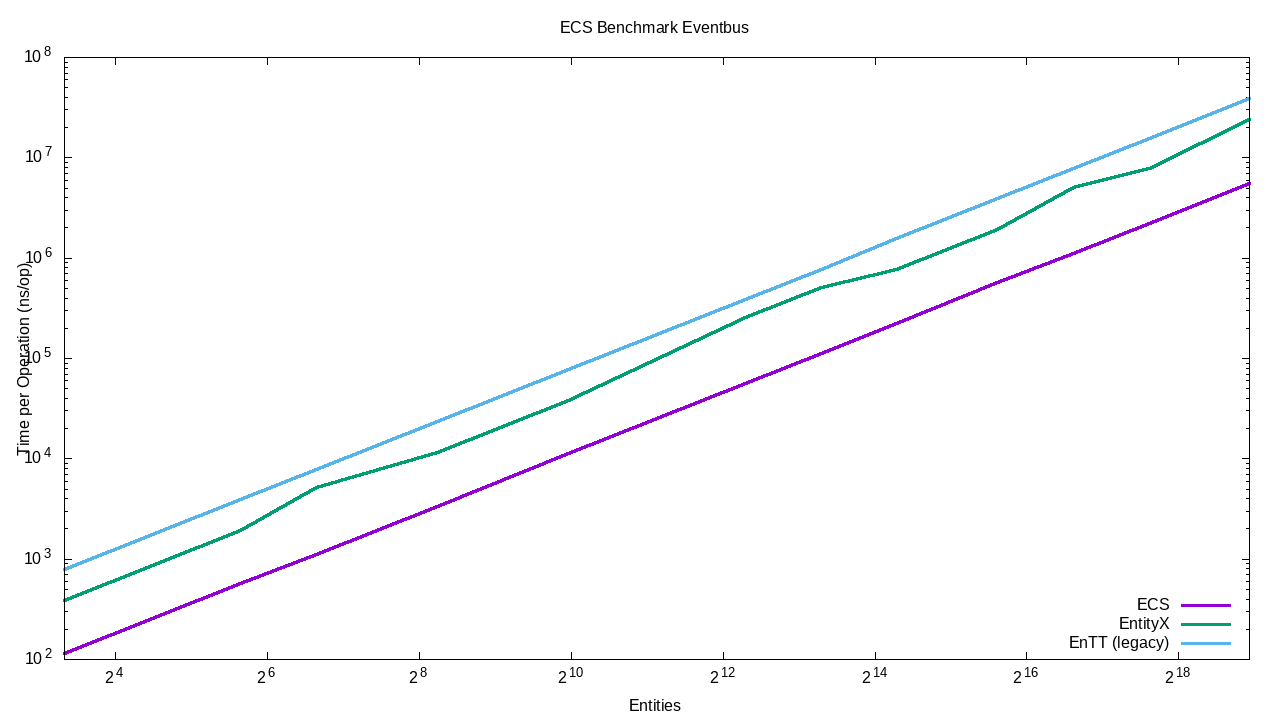 ECS Benchmark Eventbus
Time per Operation (ns/op)
10^8
10^7
10^6
10^5
10^4
10^3
10^2
2^4 2^6 2^8 2^10 2^12 2^14 2^16 2^18
Entities
ECS
EntityX
EnTT (legacy)